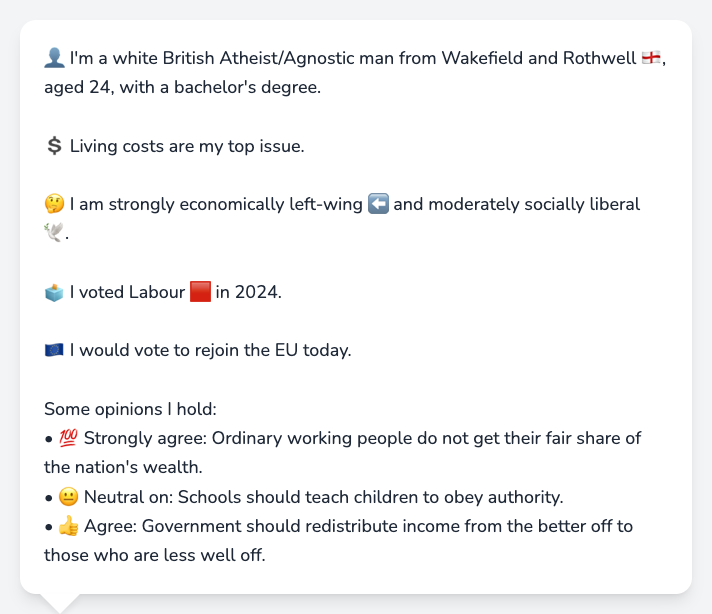 👤 I'm a white British Atheist/Agnostic man from Wakefield and Rothwell 🏴󠁧󠁢󠁥󠁮󠁧󠁿,
aged 24, with a bachelor's degree.
💲 Living costs are my top issue.
🤔 I am strongly economically left-wing ⬅️ and moderately socially liberal
🕊️.
🗳️ I voted Labour 🟥 in 2024.
🇪🇺 I would vote to rejoin the EU today.
Some opinions I hold:
• 💯 Strongly agree: Ordinary working people do not get their fair share of
the nation's wealth.
• 😐 Neutral on: Schools should teach children to obey authority.
• 👍 Agree: Government should redistribute income from the better off to
those who are less well off.